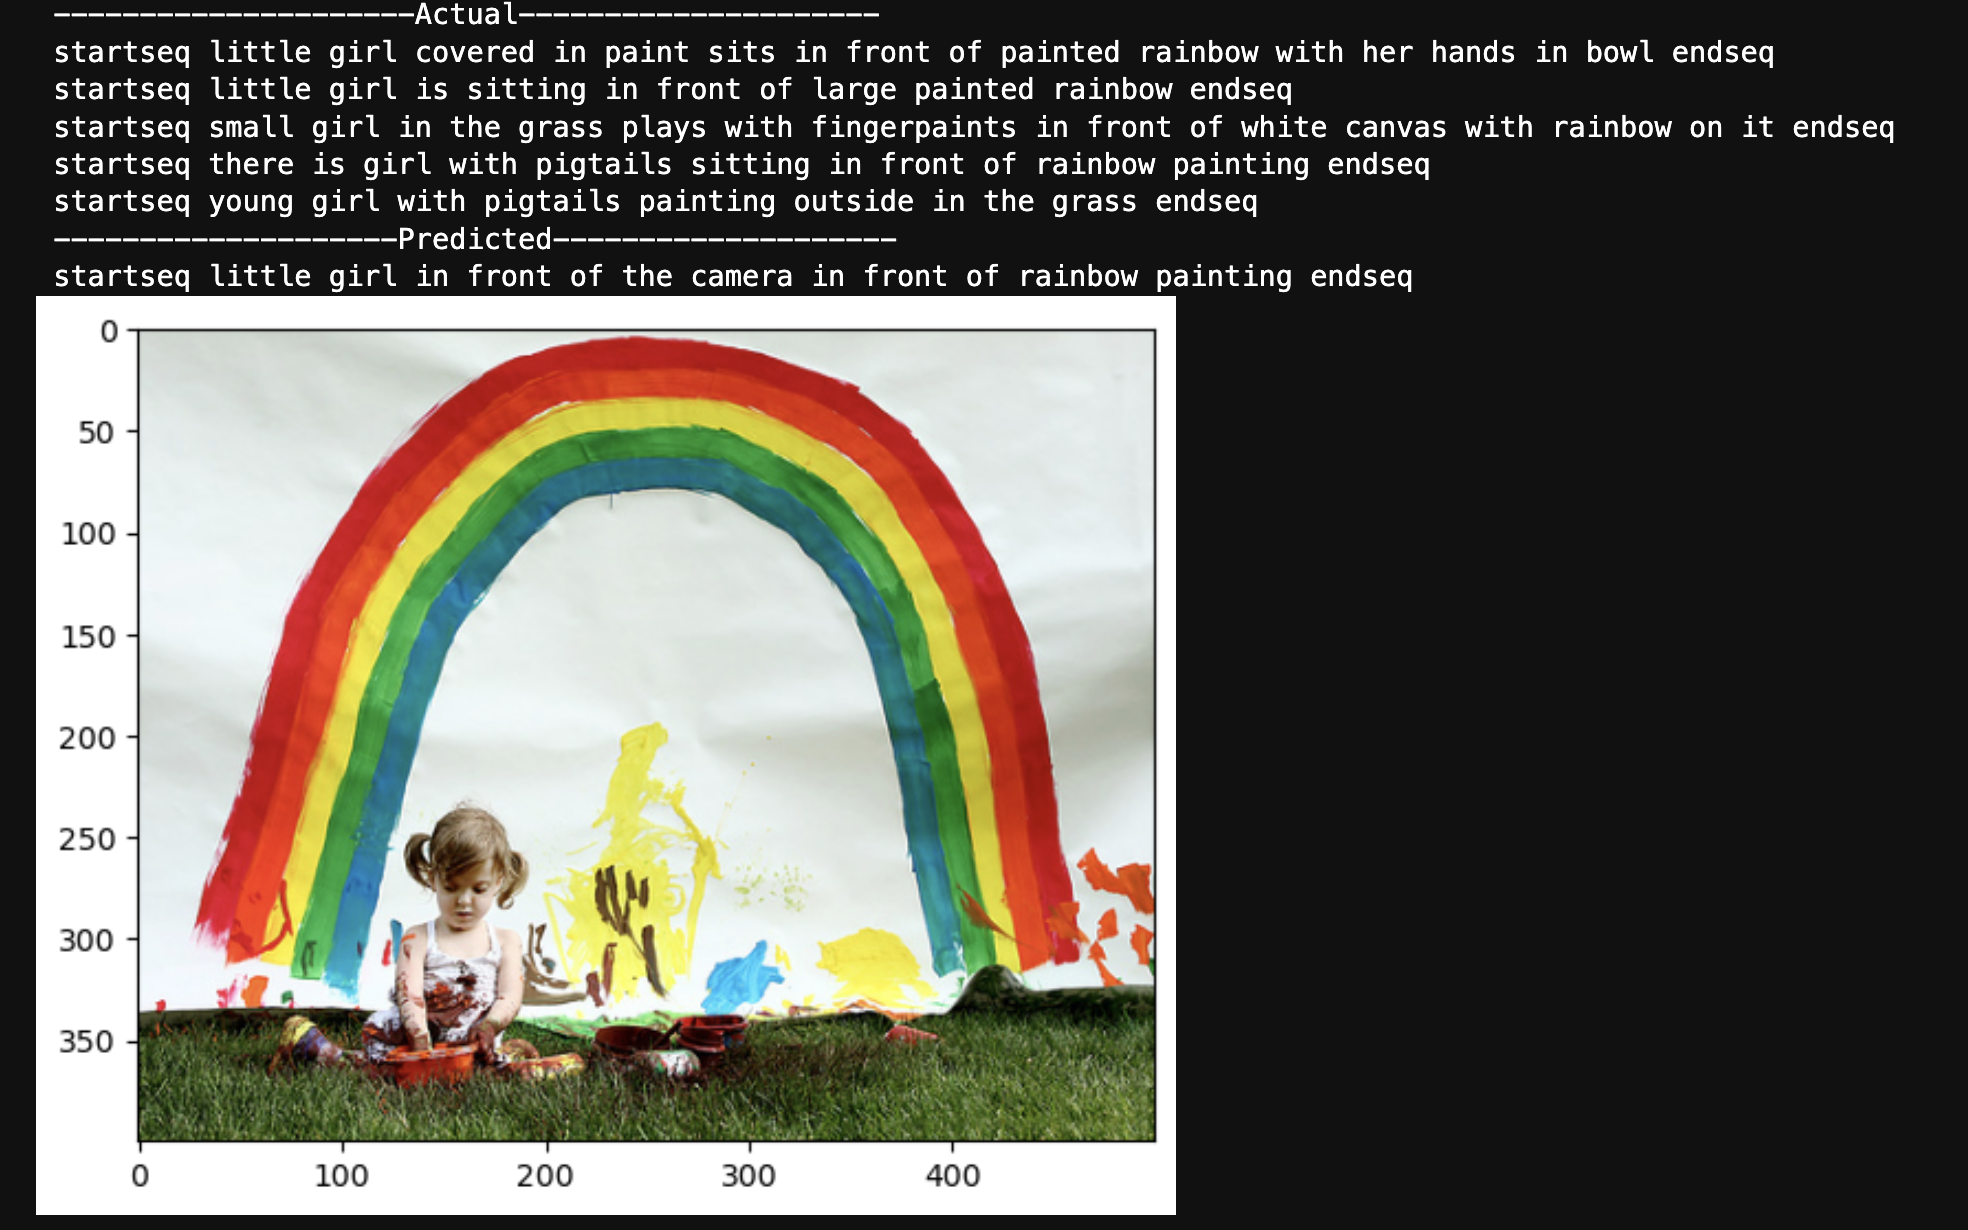 ---------------------Actual---------------------
startseq little girl covered in paint sits in front of painted rainbow with her hands in bowl endseq
startseq little girl is sitting in front of large painted rainbow endseq
startseq small girl in the grass plays with fingerpaints in front of white canvas with rainbow on it endseq
startseq there is girl with pigtails sitting in front of rainbow painting endseq
startseq young girl with pigtails painting outside in the grass endseq
--------------------Predicted--------------------
startseq little girl in front of the camera in front of rainbow painting endseq
0
50
100
150
200
250
300
350
0 100 200 300 400